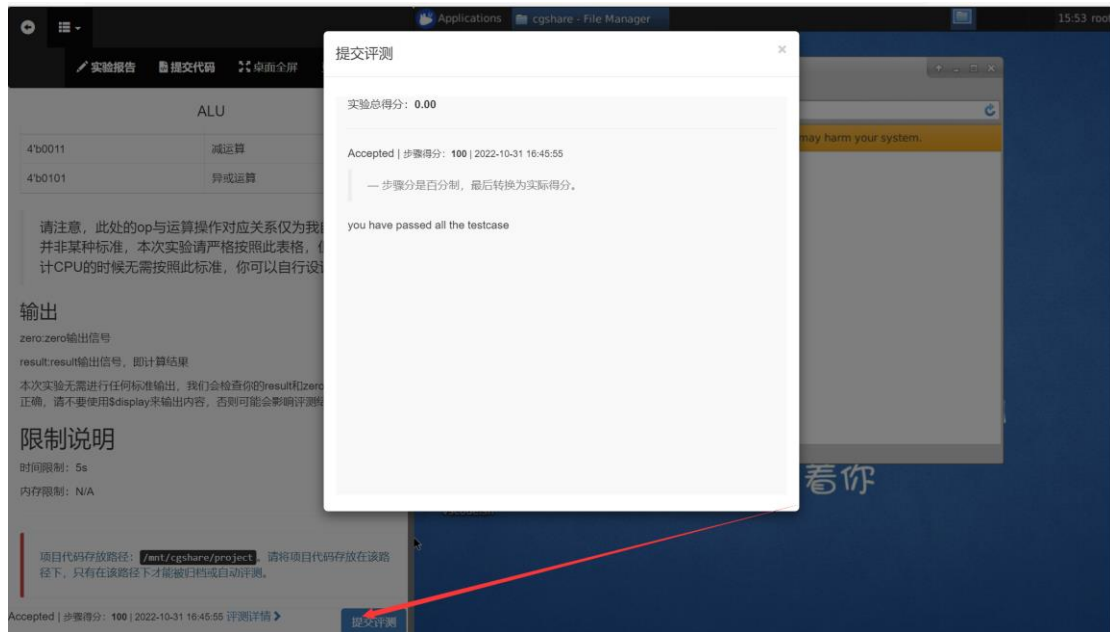 Applications
cgshare - File Manager
15:53
实验报告
提交代码
桌面全屏
提交评测
×
ALU
实验总得分：0.00
may harm your system.
4'b0011
减运算
Accepted | 步骤得分：100 | 2022-10-31 16:45:55
4'b0101
异或运算
— 步骤分是百分制，最后转换为实际得分。
请注意，此处的op与运算操作对应关系仅为我
并非某种标准，本次实验请严格按照此表格，
计CPU的时候无需按照此标准，你可以自行设
you have passed all the testcase
输出
zero:zero输出信号
result:result输出信号，即计算结果
本次实验无需进行任何标准输出，我们会检查你的result和zero
正确，请不要使用$display来输出内容，否则可能会影响评测
限制说明
时间限制：5s
内存限制：N/A
着你
项目代码存放路径：/mnt/cgshare/project，请将项目代码存放在该路
径下，只有在该路径下才能被归档或自动评测。
Accepted | 步骤得分：100 | 2022-10-31 16:45:55 评测详情
提交评测